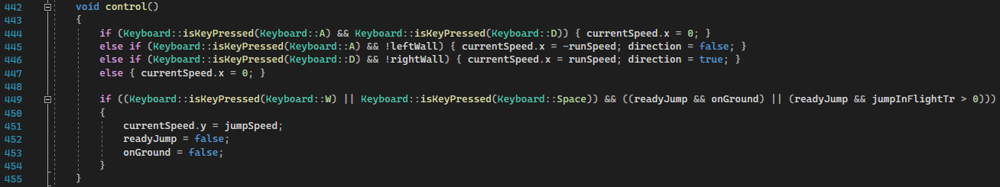 442 void control()
443 {
444 if (Keyboard::isKeyPressed(Keyboard::A) && Keyboard::isKeyPressed(Keyboard::D)) { currentSpeed.x = 0; }
445 else if (Keyboard::isKeyPressed(Keyboard::A) && !leftWall) { currentSpeed.x = -runSpeed; direction = false; }
446 else if (Keyboard::isKeyPressed(Keyboard::D) && !rightWall) { currentSpeed.x = runSpeed; direction = true; }
447 else { currentSpeed.x = 0; }
448
449 if ((Keyboard::isKeyPressed(Keyboard::W) || Keyboard::isKeyPressed(Keyboard::Space)) && ((readyJump && onGround) || (readyJump && jumpInFlightTr > 0)))
450 {
451 currentSpeed.y = jumpSpeed;
452 readyJump = false;
453 onGround = false;
454 }
455 }